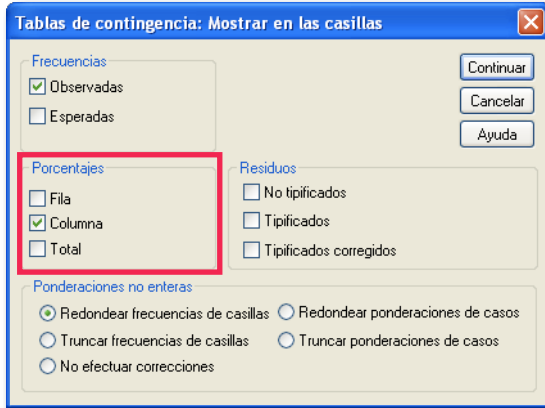 Tablas de contingencia: Mostrar en las casillas
Frecuencias
Observadas
Esperadas
Continuar
Cancelar
Ayuda
Porcentajes
Fila
Columna
Total
Residuos
No tipificados
Tipificados
Tipificados corregidos
Ponderaciones no enteras
Redondear frecuencias de casillas Redondear ponderaciones de casos
Truncar frecuencias de casillas Truncar ponderaciones de casos
No efectuar correcciones